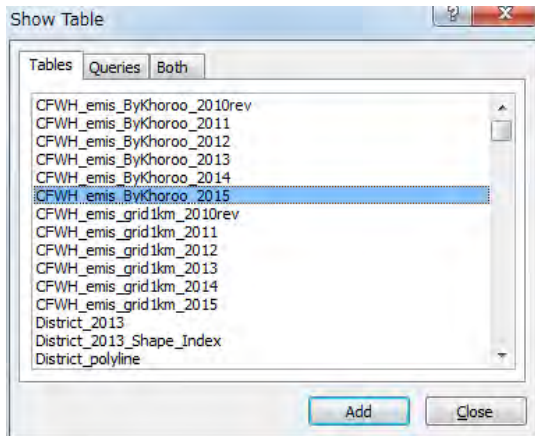 Show Table
Tables Queries Both
CFWH_emis_ByKhoroo_2010rev
CFWH_emis_ByKhoroo_2011
CFWH_emis_ByKhoroo_2012
CFWH_emis_ByKhoroo_2013
CFWH_emis_ByKhoroo_2014
CFWH_emis_ByKhoroo_2015
CFWH_emis_grid1km_2010rev
CFWH_emis_grid1km_2011
CFWH_emis_grid1km_2012
CFWH_emis_grid1km_2013
CFWH_emis_grid1km_2014
CFWH_emis_grid1km_2015
District_2013
District_2013_Shape_Index
District_polyline
Add Close